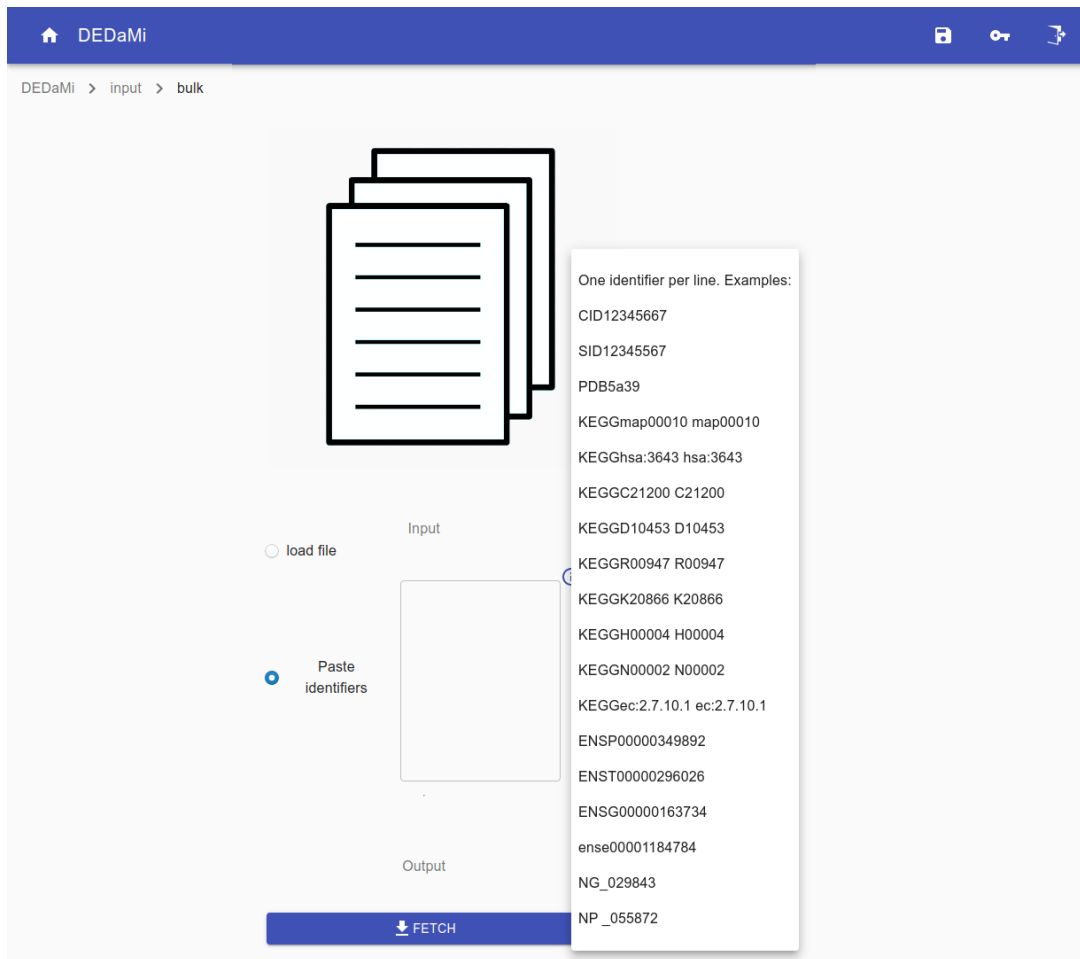 DEDaMi
DEDaMi > input > bulk
One identifier per line. Examples:
CID12345667
SID12345567
PDB5a39
KEGGmap00010 map00010
KEGGhsa:3643 hsa:3643
KEGGC21200 C21200
KEGGD10453 D10453
KEGGR00947 R00947
KEGGK20866 K20866
KEGGH00004 H00004
KEGGN00002 N00002
KEGGec:2.7.10.1 ec:2.7.10.1
ENSP00000349892
ENST00000296026
ENSG00000163734
ense00001184784
NG_029843
NP _055872
Input
load file
Paste
identifiers
Output
FETCH